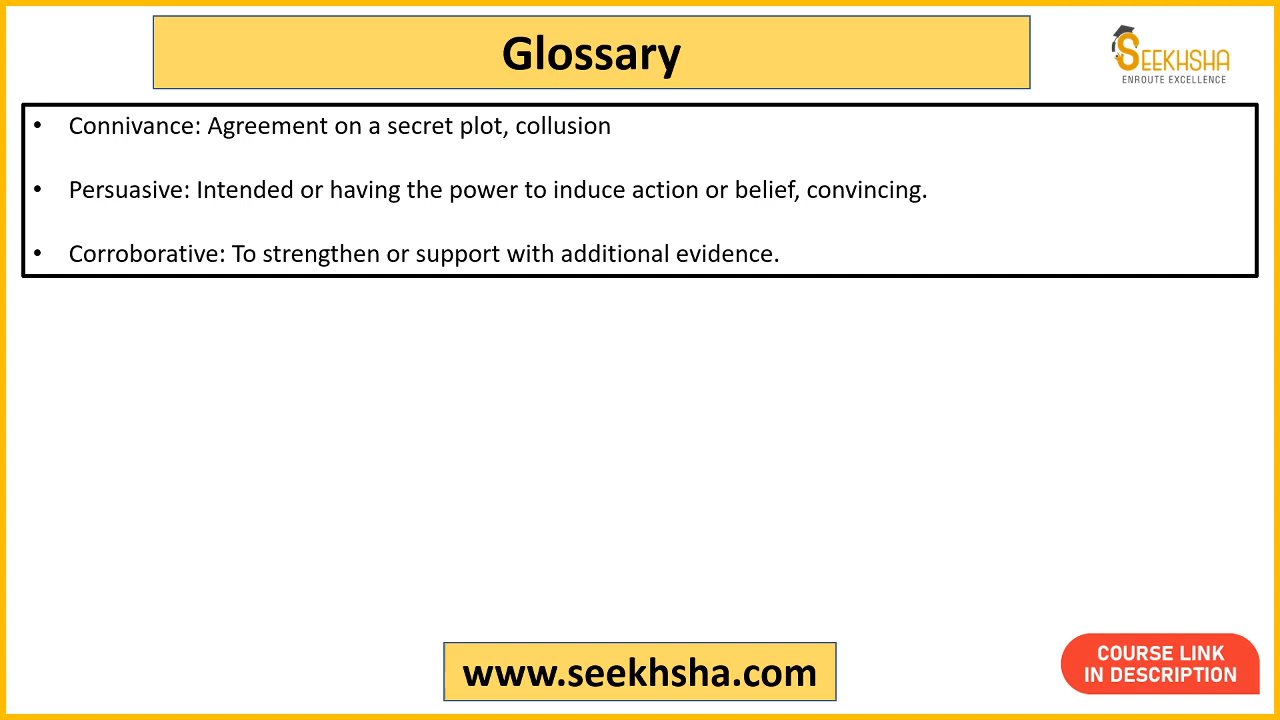 Glossary
SEEKHSHA
ENROUTE EXCELLENCE
• Connivance: Agreement on a secret plot, collusion
• Persuasive: Intended or having the power to induce action or belief, convincing.
• Corroborative: To strengthen or support with additional evidence.
www.seekhsha.com
COURSE LINK
IN DESCRIPTION